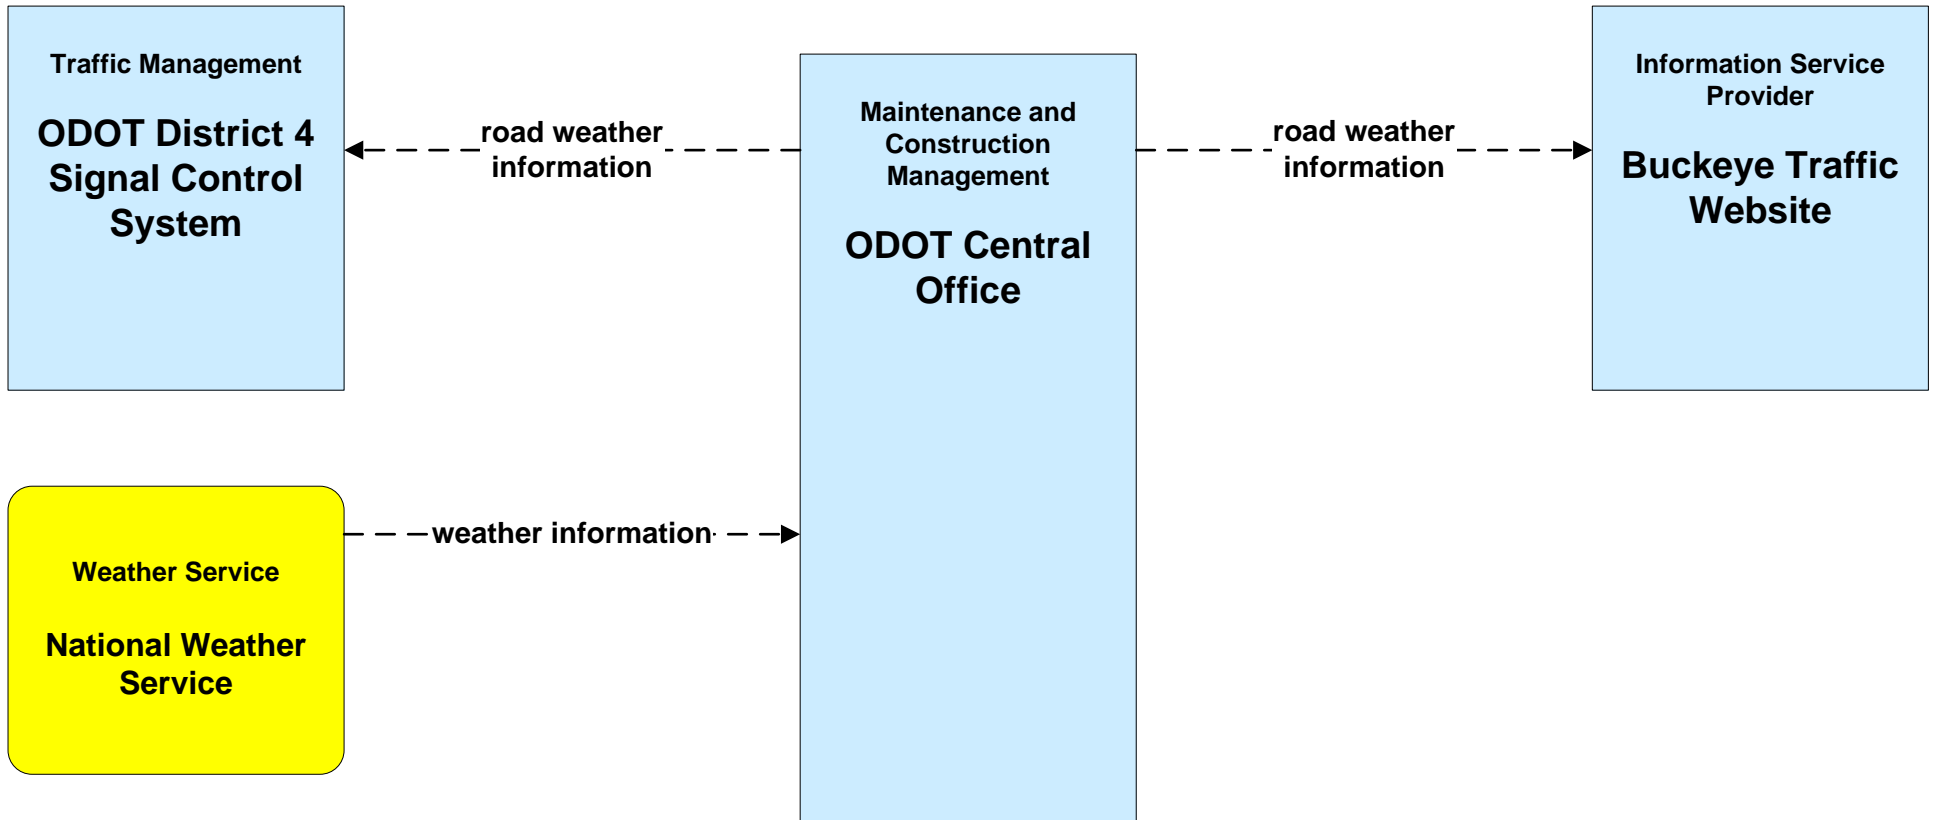 Traffic Management
ODOT District 4
Signal Control
System
road weather
information
Maintenance and
Construction
Management
ODOT Central
Office
road weather
information
Information Service
Provider
Buckeye Traffic
Website
weather information
Weather Service
National Weather
Service